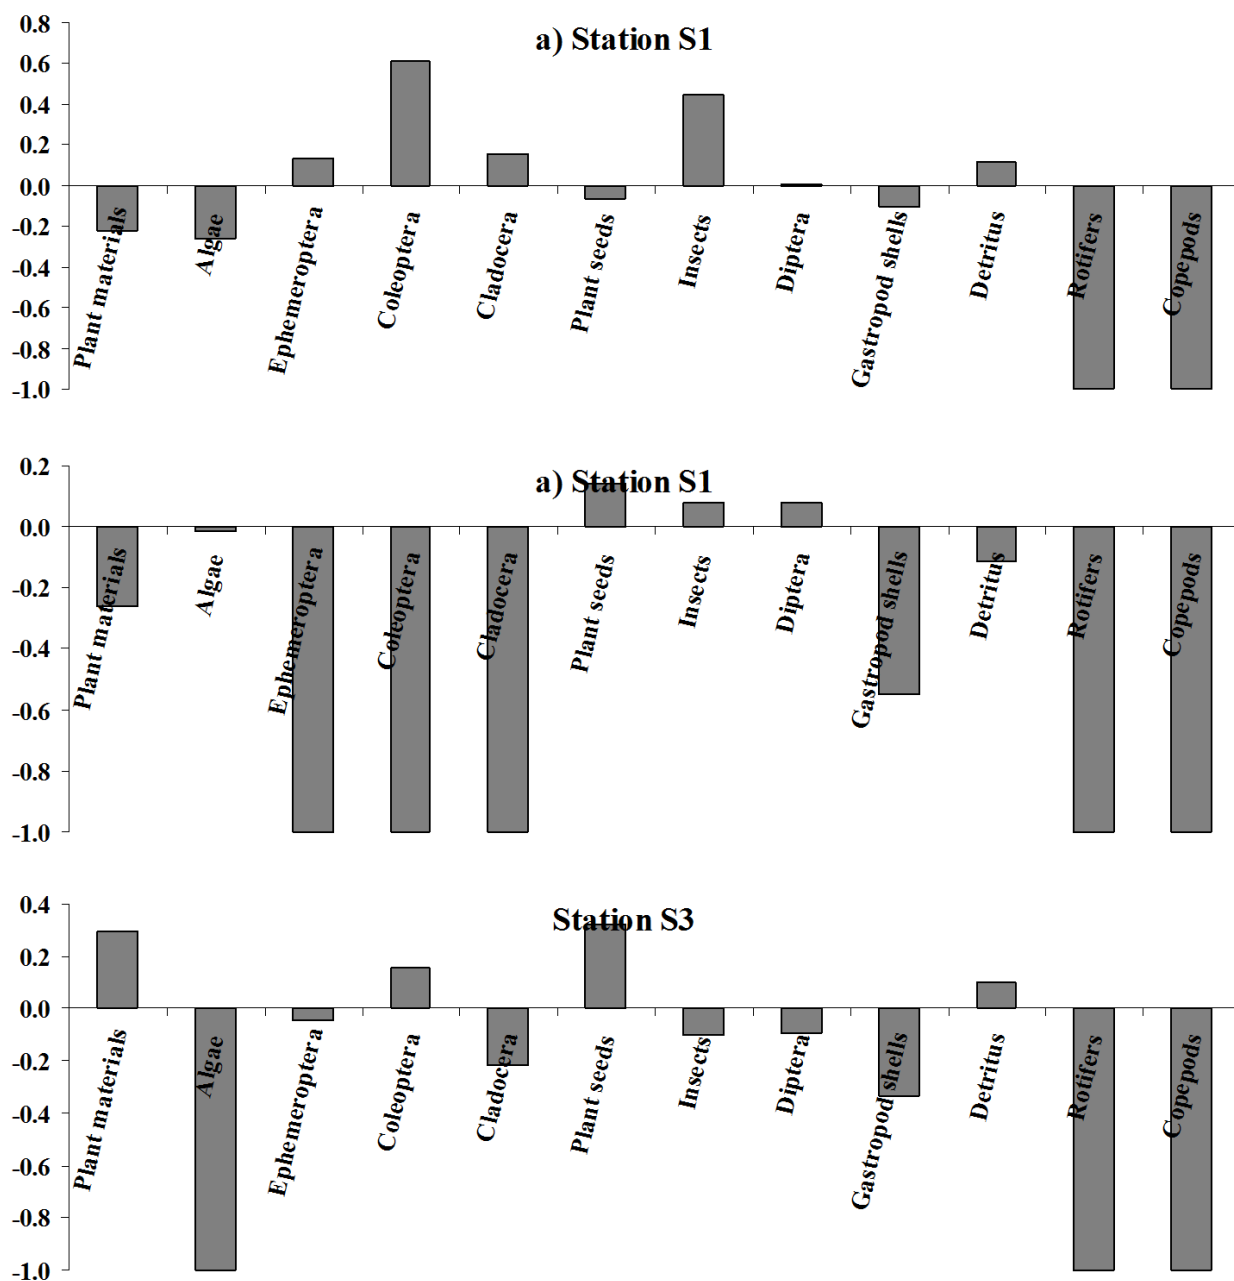 a) Station S1
0.8
0.6
0.4
0.2
0.0
-0.2
-0.4
-0.6
-0.8
-1.0
Plant materials
Algae
Ephemeroptera
Coleoptera
Cladocera
Plant seeds
Insects
Diptera
Gastropod shells
Detritus
Rotifers
Copepods
a) Station S1
0.2
0.0
-0.2
-0.4
-0.6
-0.8
-1.0
Plant materials
Algae
Ephemeroptera
Coleoptera
Cladocera
Plant seeds
Insects
Diptera
Gastropod shells
Detritus
Rotifers
Copepods
Station S3
0.4
0.2
0.0
-0.2
-0.4
-0.6
-0.8
-1.0
Plant materials
Algae
Ephemeroptera
Coleoptera
Cladocera
Plant seeds
Insects
Diptera
Gastropod shells
Detritus
Rotifers
Copepods